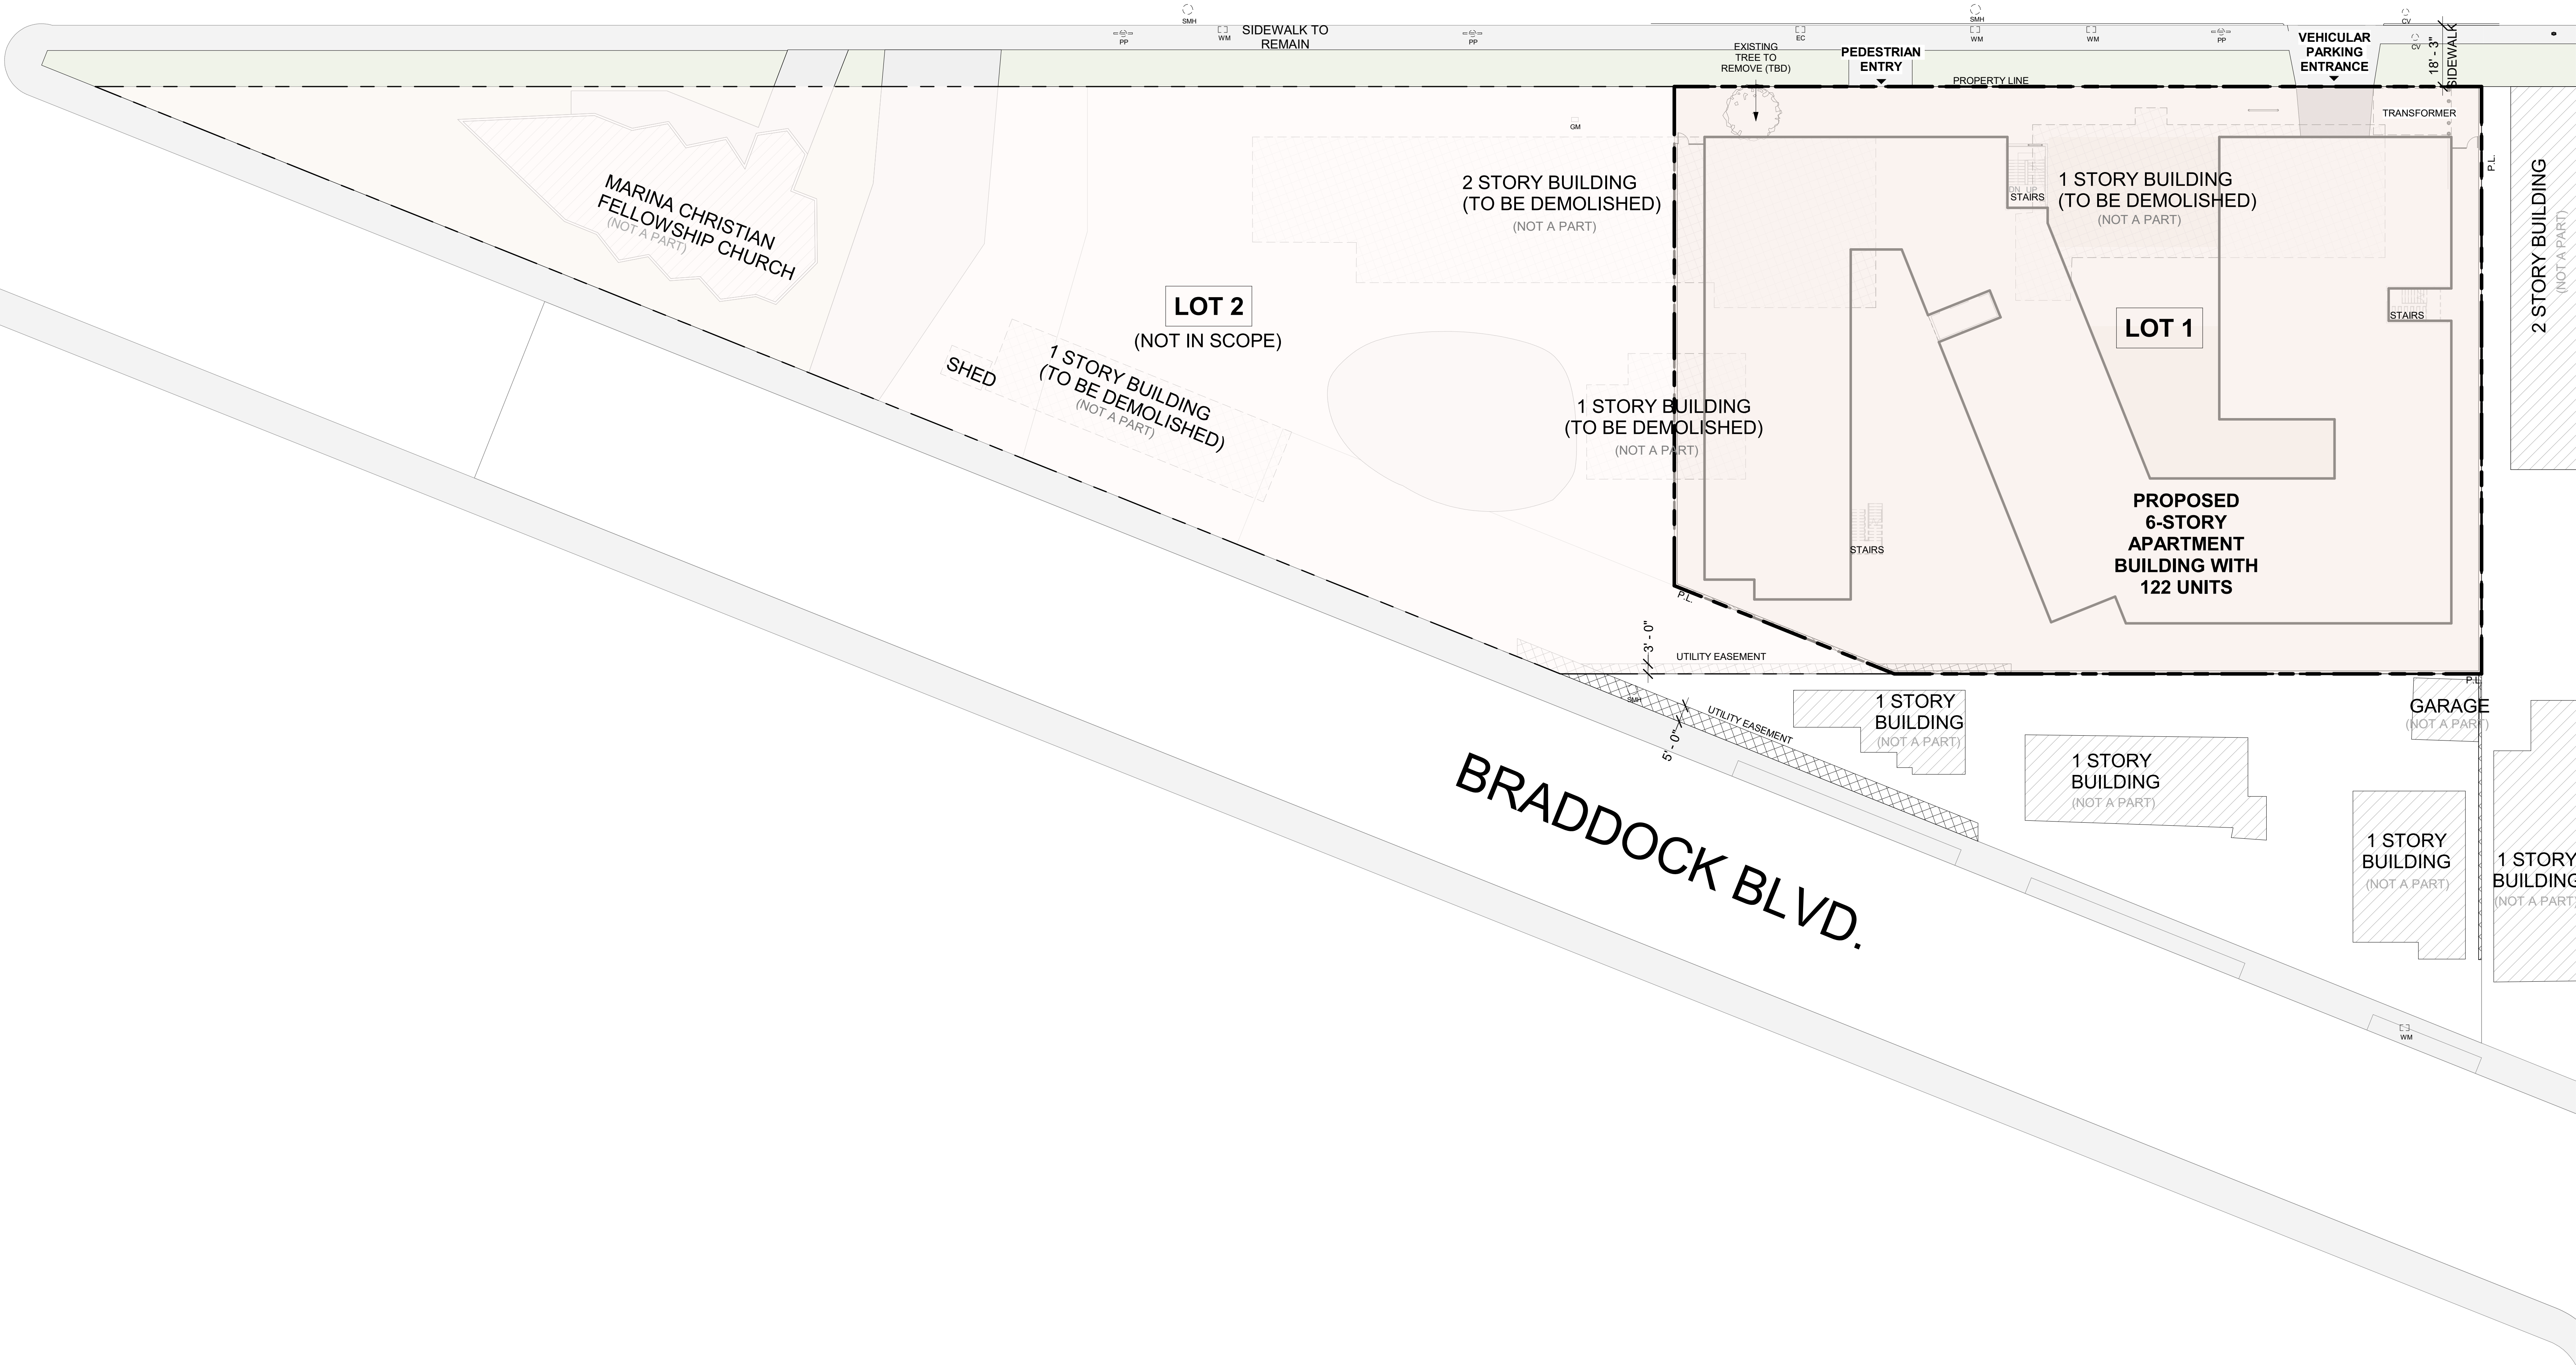 SMH
SMH
CV
PP
WM
SIDEWALK TO
REMAIN
PP
EC
WM
WM
PP
CV
EXISTING
TREE TO
REMOVE (TBD)
PEDESTRIAN
ENTRY
VEHICULAR
PARKING
ENTRANCE
18' - 3"
SIDEWALK
PROPERTY LINE
TRANSFORMER
GM
P.L.
MARINA CHRISTIAN
FELLOWSHIP CHURCH
(NOT A PART)
2 STORY BUILDING
(TO BE DEMOLISHED)
(NOT A PART)
DN UP
STAIRS
1 STORY BUILDING
(TO BE DEMOLISHED)
(NOT A PART)
2 STORY BUILDING
(NOT A PART)
LOT 2
(NOT IN SCOPE)
STAIRS
LOT 1
SHED
1 STORY BUILDING
(TO BE DEMOLISHED)
(NOT A PART)
1 STORY BUILDING
(TO BE DEMOLISHED)
(NOT A PART)
STAIRS
PROPOSED
6-STORY
APARTMENT
BUILDING WITH
122 UNITS
P.L.
3' - 0"
UTILITY EASEMENT
P.L.
SMH
UTILITY EASEMENT
5' - 0"
1 STORY
BUILDING
(NOT A PART)
GARAGE
(NOT A PART)
1 STORY
BUILDING
(NOT A PART)
1 STORY
BUILDING
(NOT A PART)
1 STORY
BUILDING
(NOT A PART)
BRADDOCK BLVD.
WM